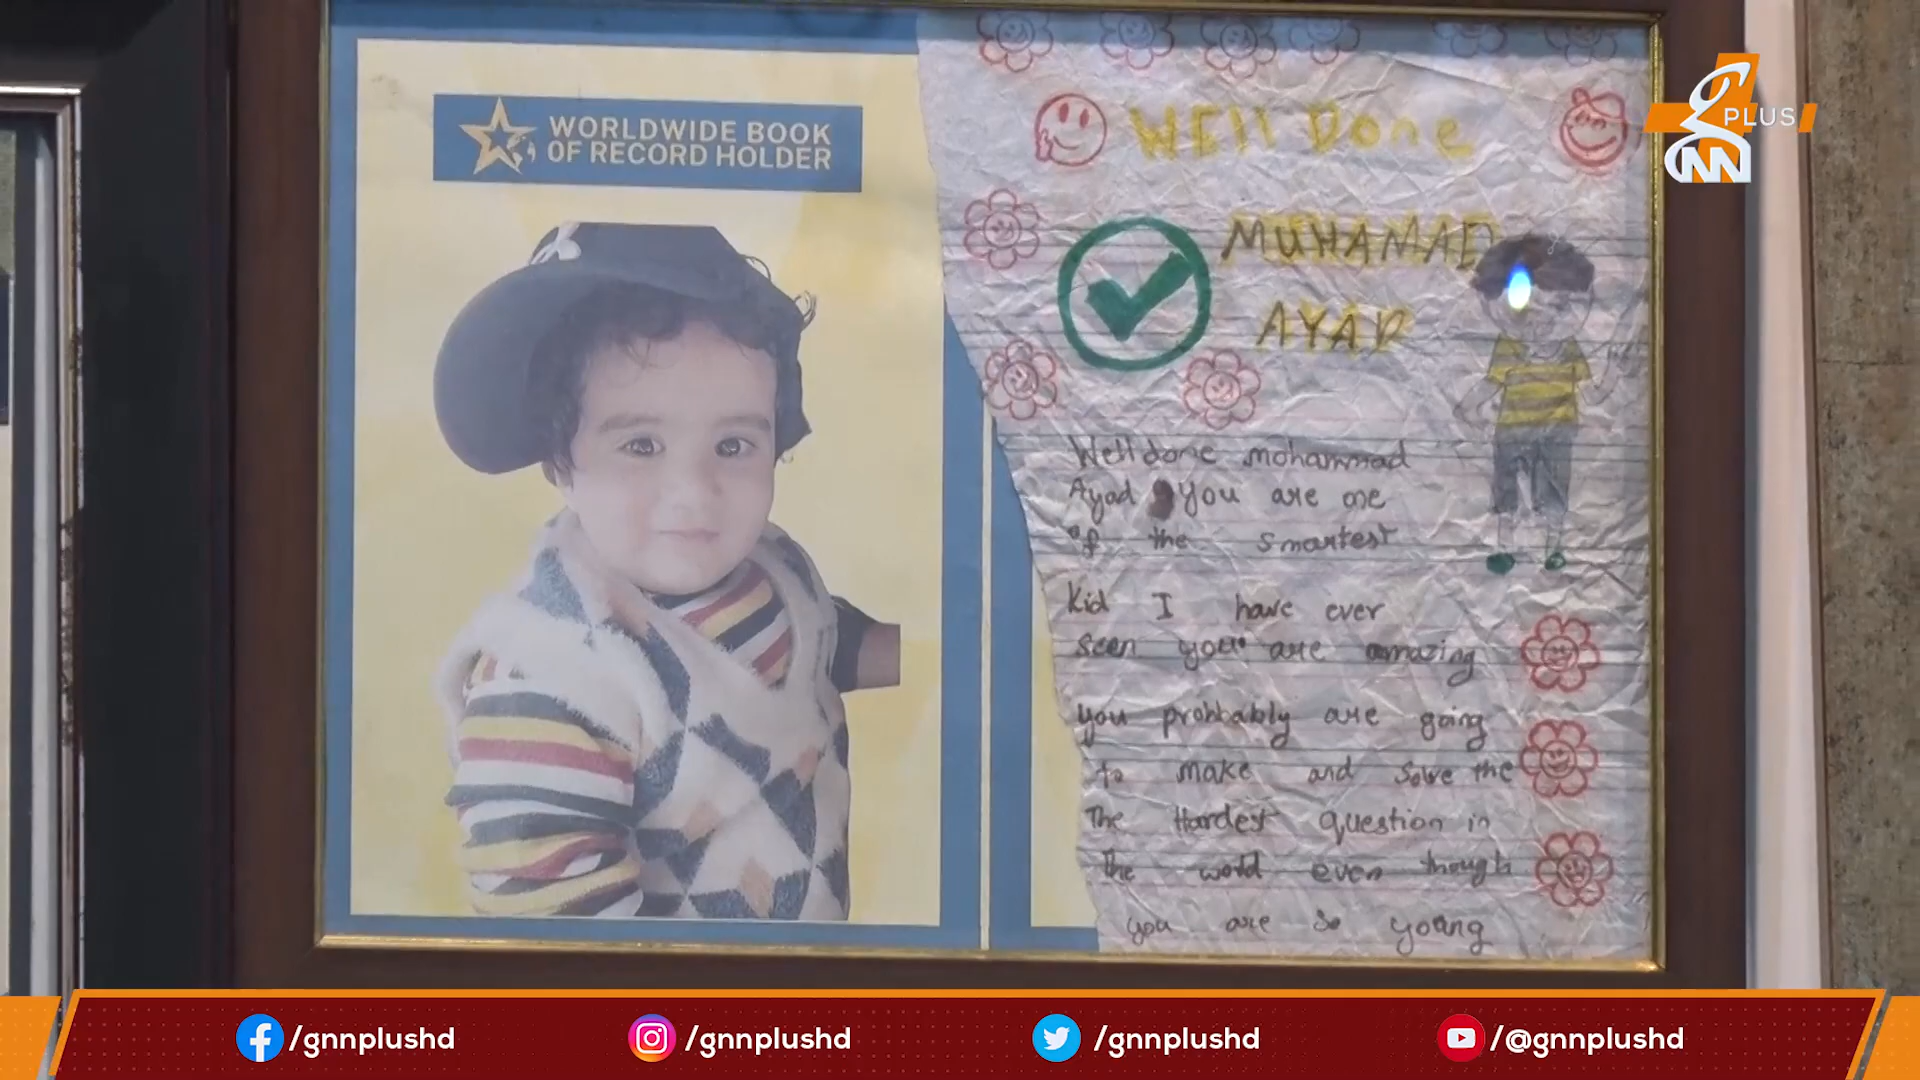 WORLDWIDE BOOK
OF RECORD HOLDER
WEll Done
MUHAMAD
AYAD
Well done mohammad
Ayad You are one
of the smartest
Kid I have ever
seen you are amazing
you probbably are going
to make and solve the
The Hardest question in
the world even though
you are so young
GNN PLUS
/gnnplushd
/gnnplushd
/gnnplushd
/@gnnplushd